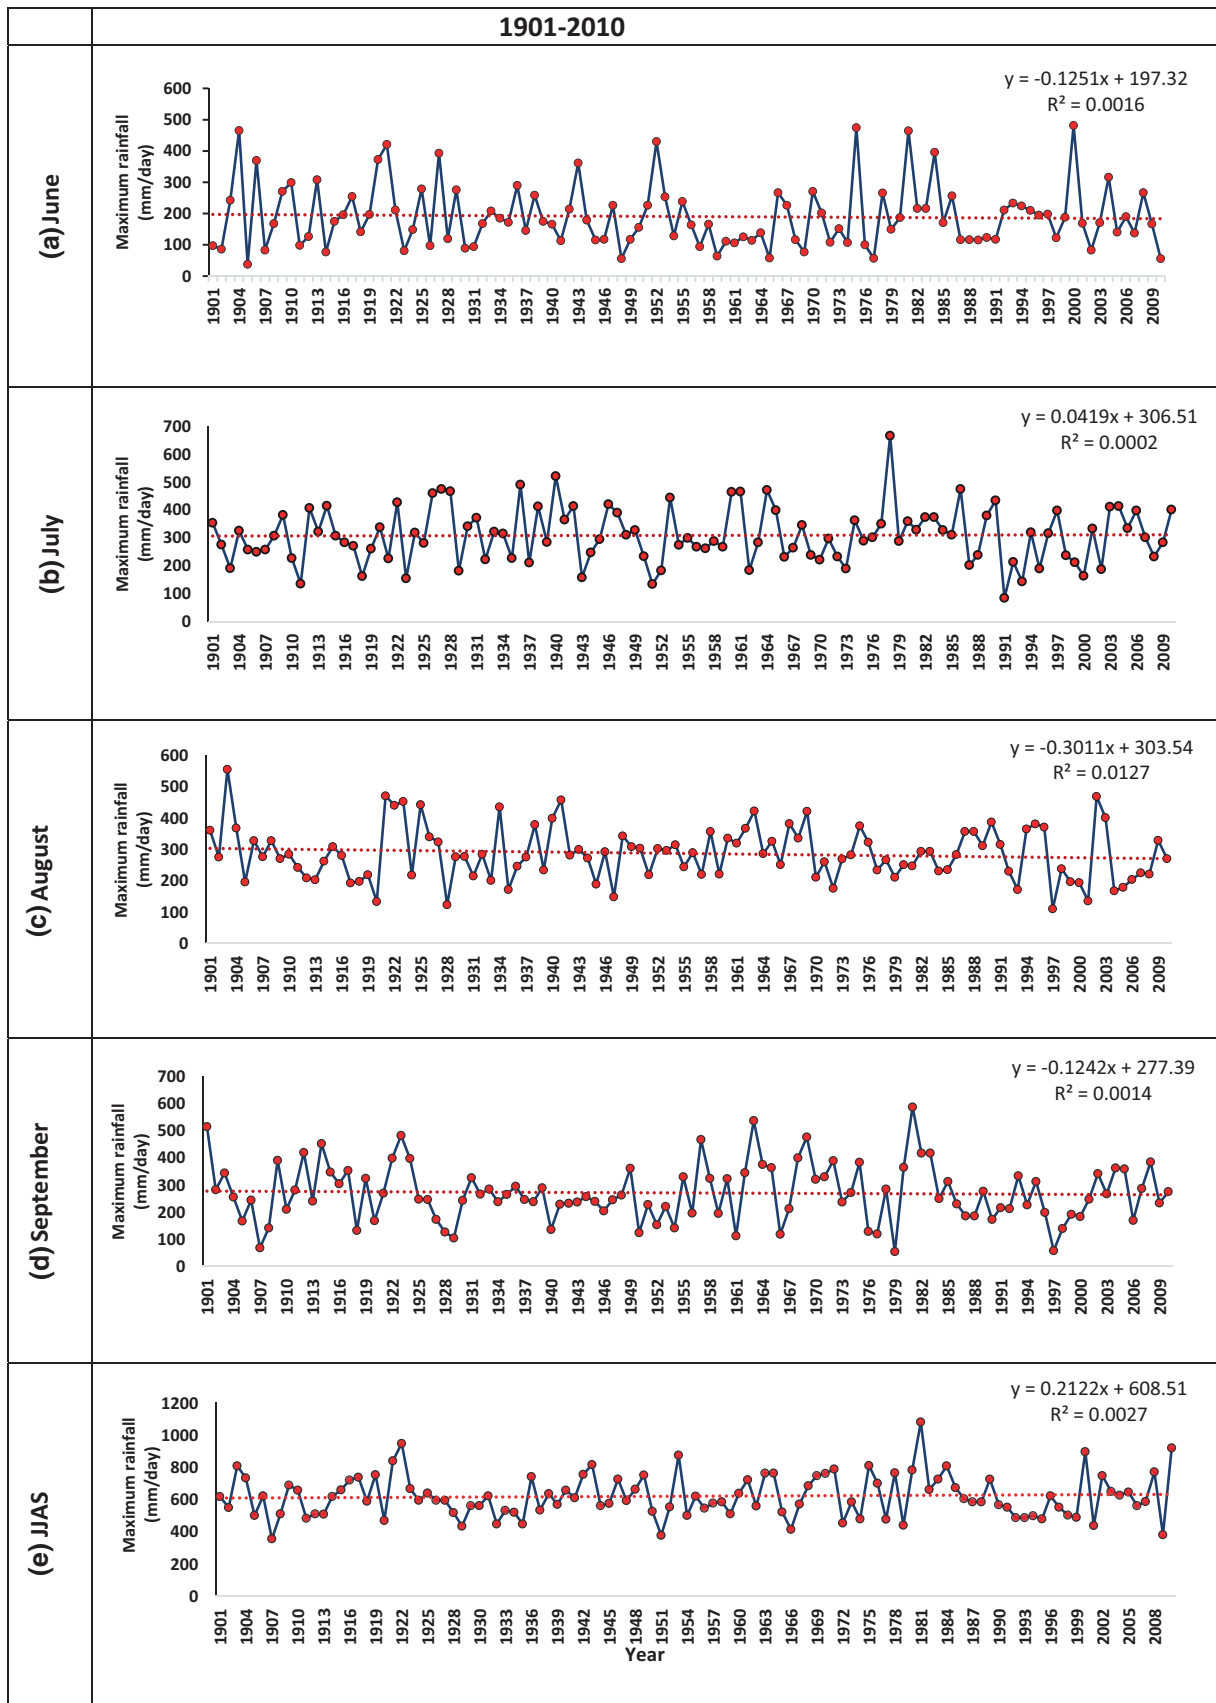 1901-2010
(a) June
y = -0.1251x + 197.32
R² = 0.0016
Maximum rainfall
(mm/day)
600
500
400
300
200
100
0
1901 1904 1907 1910 1913 1916 1919 1922 1925 1928 1931 1934 1937 1940 1943 1946 1949 1952 1955 1958 1961 1964 1967 1970 1973 1976 1979 1982 1985 1988 1991 1994 1997 2000 2003 2006 2009
(b) July
y = 0.0419x + 306.51
R² = 0.0002
Maximum rainfall
(mm/day)
700
600
500
400
300
200
100
0
1901 1904 1907 1910 1913 1916 1919 1922 1925 1928 1931 1934 1937 1940 1943 1946 1949 1952 1955 1958 1961 1964 1967 1970 1973 1976 1979 1982 1985 1988 1991 1994 1997 2000 2003 2006 2009
(c) August
y = -0.3011x + 303.54
R² = 0.0127
Maximum rainfall
(mm/day)
600
500
400
300
200
100
0
1901 1904 1907 1910 1913 1916 1919 1922 1925 1928 1931 1934 1937 1940 1943 1946 1949 1952 1955 1958 1961 1964 1967 1970 1973 1976 1979 1982 1985 1988 1991 1994 1997 2000 2003 2006 2009
(d) September
y = -0.1242x + 277.39
R² = 0.0014
Maximum rainfall
(mm/day)
700
600
500
400
300
200
100
0
1901 1904 1907 1910 1913 1916 1919 1922 1925 1928 1931 1934 1937 1940 1943 1946 1949 1952 1955 1958 1961 1964 1967 1970 1973 1976 1979 1982 1985 1988 1991 1994 1997 2000 2003 2006 2009
(e) JJAS
y = 0.2122x + 608.51
R² = 0.0027
Maximum rainfall
(mm/day)
1200
1000
800
600
400
200
0
1901 1904 1907 1910 1913 1916 1919 1922 1925 1928 1930 1933 1936 1939 1942 1945 1948 1951 1954 1957 1960 1963 1966 1969 1972 1975 1978 1981 1984 1987 1990 1993 1996 1999 2002 2005 2008
Year